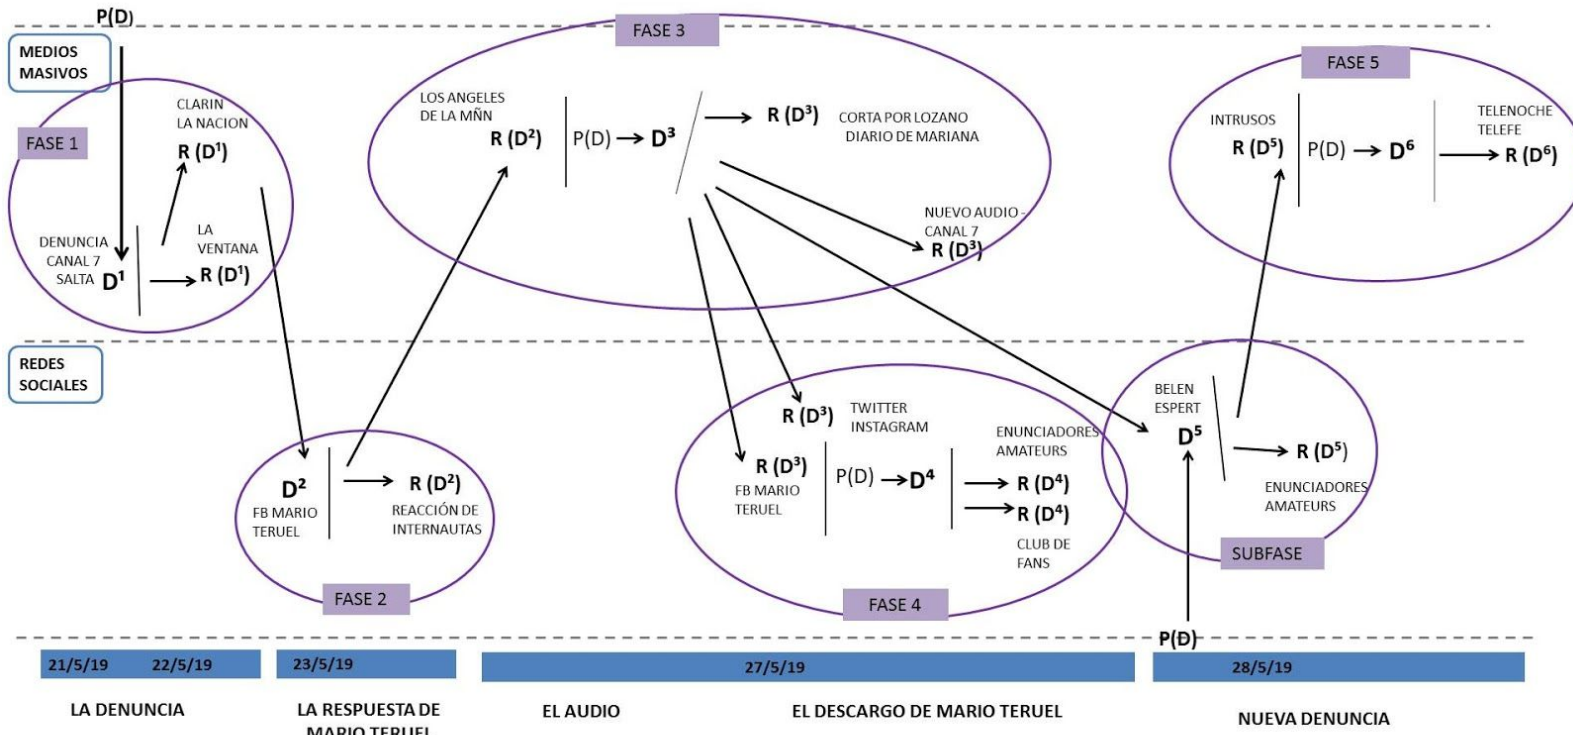 P(D)
MEDIOS
MASIVOS
FASE 1
CLARIN
LA NACION
R (D¹)
DENUNCIA
CANAL 7
SALTA
D¹
LA
VENTANA
R (D¹)
FASE 3
LOS ANGELES
DE LA MÑN
R (D²)
P(D)
D³
R (D³)
CORTA POR LOZANO
DIARIO DE MARIANA
NUEVO AUDIO -
CANAL 7
R (D³)
FASE 5
INTRUSOS
R (D⁵)
P(D)
D⁶
TELENOCHE
TELEFE
R (D⁶)
REDES
SOCIALES
D²
FB MARIO
TERUEL
R (D²)
REACCIÓN DE
INTERNAUTAS
FASE 2
R (D³)
TWITTER
INSTAGRAM
R (D³)
FB MARIO
TERUEL
P(D)
D⁴
ENUNCIADORES
AMATEURS
R (D⁴)
R (D⁴)
CLUB DE
FANS
FASE 4
BELEN
ESPERT
D⁵
R (D⁵)
ENUNCIADORES
AMATEURS
SUBFASE
P(D)
21/5/19 22/5/19
23/5/19
27/5/19
28/5/19
LA DENUNCIA
LA RESPUESTA DE
MARIO TERUEL
EL AUDIO
EL DESCARGO DE MARIO TERUEL
NUEVA DENUNCIA